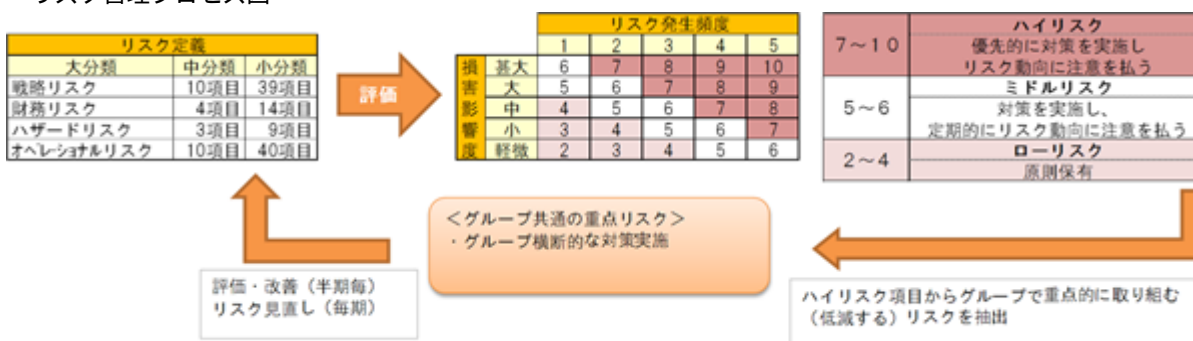 リスク管理プロセス図
リスク定義
大分類 中分類 小分類
戦略リスク 10項目 39項目
財務リスク 4項目 14項目
ハザードリスク 3項目 9項目
オペレーショナルリスク 10項目 40項目
評価
リスク発生頻度
1 2 3 4 5
損害影響度
甚大 6 7 8 9 10
大 5 6 7 8 9
中 4 5 6 7 8
小 3 4 5 6 7
軽微 2 3 4 5 6
7～10
ハイリスク
優先的に対策を実施し
リスク動向に注意を払う
5～6
ミドルリスク
対策を実施し、
定期的にリスク動向に注意を払う
2～4
ローリスク
原則保有
＜グループ共通の重点リスク＞
・グループ横断的な対策実施
評価・改善（半期毎）
リスク見直し（毎期）
ハイリスク項目からグループで重点的に取り組む
（低減する）リスクを抽出